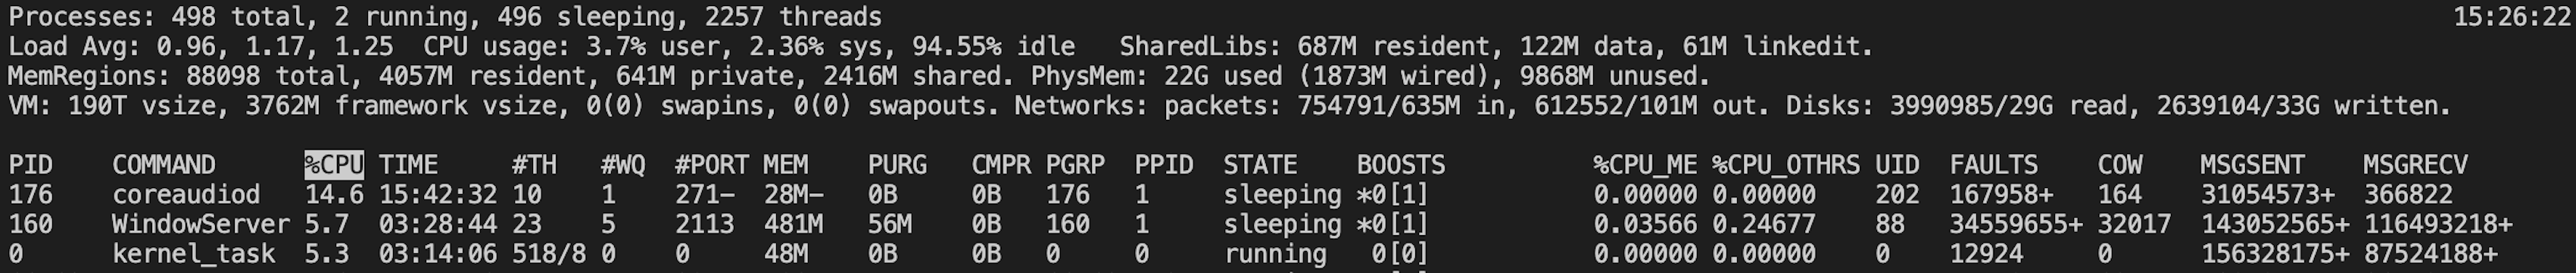 Processes: 498 total, 2 running, 496 sleeping, 2257 threads 15:26:22
Load Avg: 0.96, 1.17, 1.25  CPU usage: 3.7% user, 2.36% sys, 94.55% idle   SharedLibs: 687M resident, 122M data, 61M linkedit.
MemRegions: 88098 total, 4057M resident, 641M private, 2416M shared. PhysMem: 22G used (1873M wired), 9868M unused.
VM: 190T vsize, 3762M framework vsize, 0(0) swapins, 0(0) swapouts. Networks: packets: 754791/635M in, 612552/101M out. Disks: 3990985/29G read, 2639104/33G written.
PID    COMMAND      %CPU TIME     #TH   #WQ  #PORT MEM    PURG   CMPR PGRP  PPID  STATE    BOOSTS          %CPU_ME %CPU_OTHRS UID  FAULTS    COW    MSGSENT    MSGRECV
176    coreaudiod   14.6 15:42:32 10    1    271-  28M-   0B     0B   176   1     sleeping *0[1]           0.00000 0.00000    202  167958+   164    31054573+  366822
160    WindowServer 5.7  03:28:44 23    5    2113  481M   56M    0B   160   1     sleeping *0[1]           0.03566 0.24677    88   34559655+ 32017  143052565+ 116493218+
0      kernel_task  5.3  03:14:06 518/8 0    0     48M    0B     0B   0     0     running   0[0]           0.00000 0.00000    0    12924     0      156328175+ 87524188+